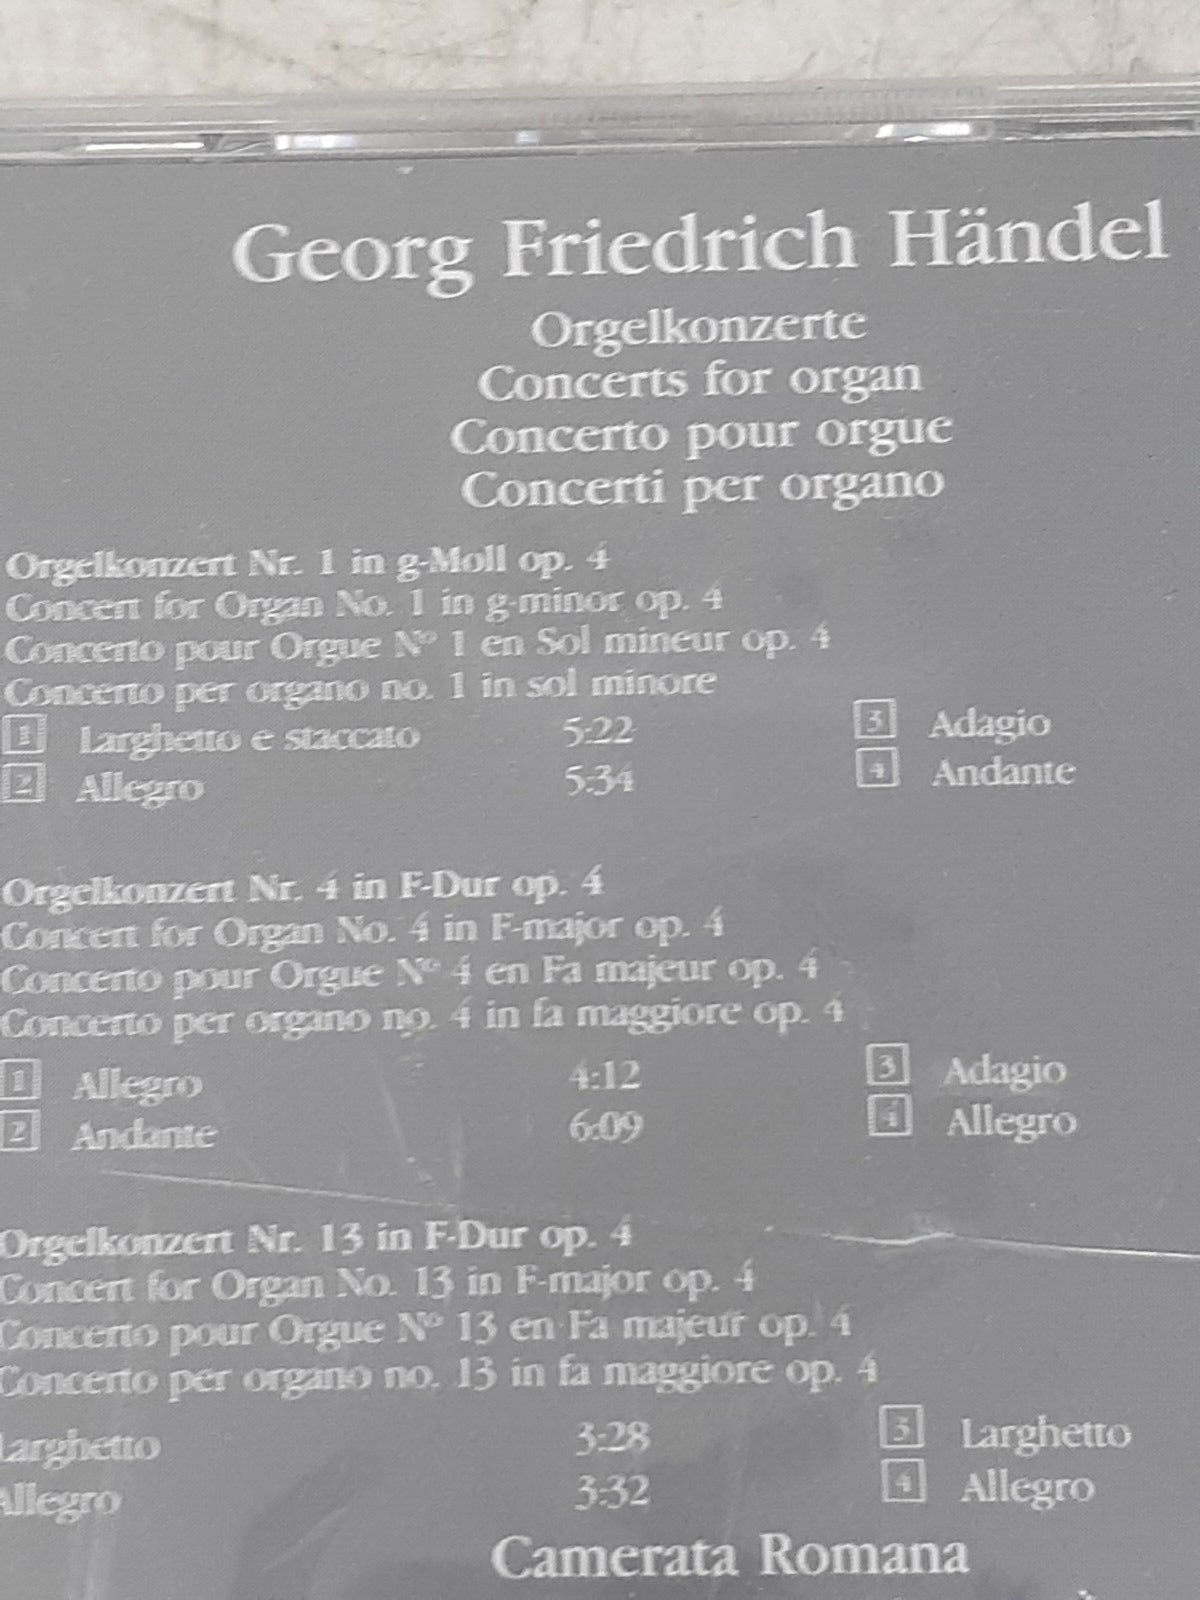 Georg Friedrich Händel
Orgelkonzerte
Concerts for organ
Concerto pour orgue
Concerti per organo
Orgelkonzert Nr. 1 in g-Moll op. 4
Concert for Organ No. 1 in g-minor op. 4
Concerto pour Orgue N° 1 en Sol mineur op. 4
Concerto per organo no. 1 in sol minore
1 Larghetto e staccato 5:22 3 Adagio
2 Allegro 5:34 4 Andante
Orgelkonzert Nr. 4 in F-Dur op. 4
Concert for Organ No. 4 in F-major op. 4
Concerto pour Orgue N° 4 en Fa majeur op. 4
Concerto per organo no. 4 in fa maggiore op. 4
1 Allegro 4:12 3 Adagio
2 Andante 6:09 4 Allegro
Orgelkonzert Nr. 13 in F-Dur op. 4
Concert for Organ No. 13 in F-major op. 4
Concerto pour Orgue N° 13 en Fa majeur op. 4
Concerto per organo no. 13 in fa maggiore op. 4
Larghetto 3:28 3 Larghetto
Allegro 3:32 4 Allegro
Camerata Romana